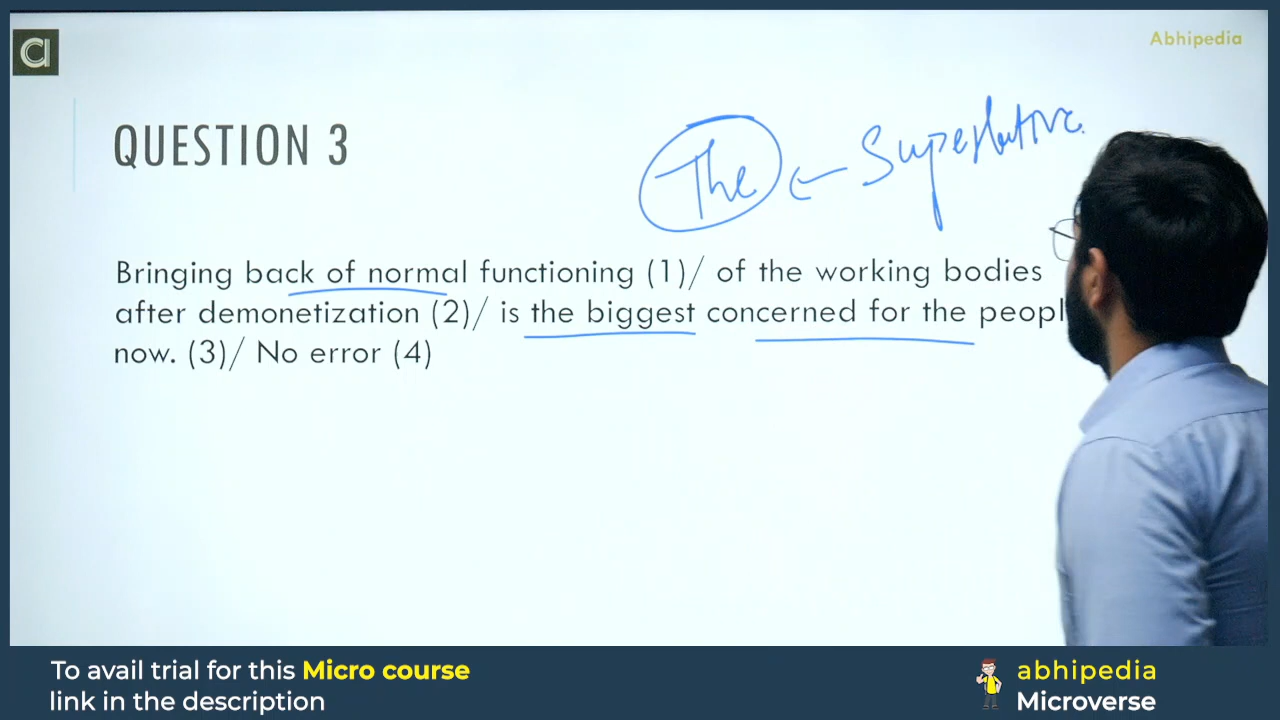 Abhipedia
QUESTION 3
The ← Superlative
Bringing back of normal functioning (1)/ of the working bodies
after demonetization (2)/ is the biggest concerned for the peopl
now. (3)/ No error (4)
To avail trial for this Micro course
link in the description
abhipedia
Microverse